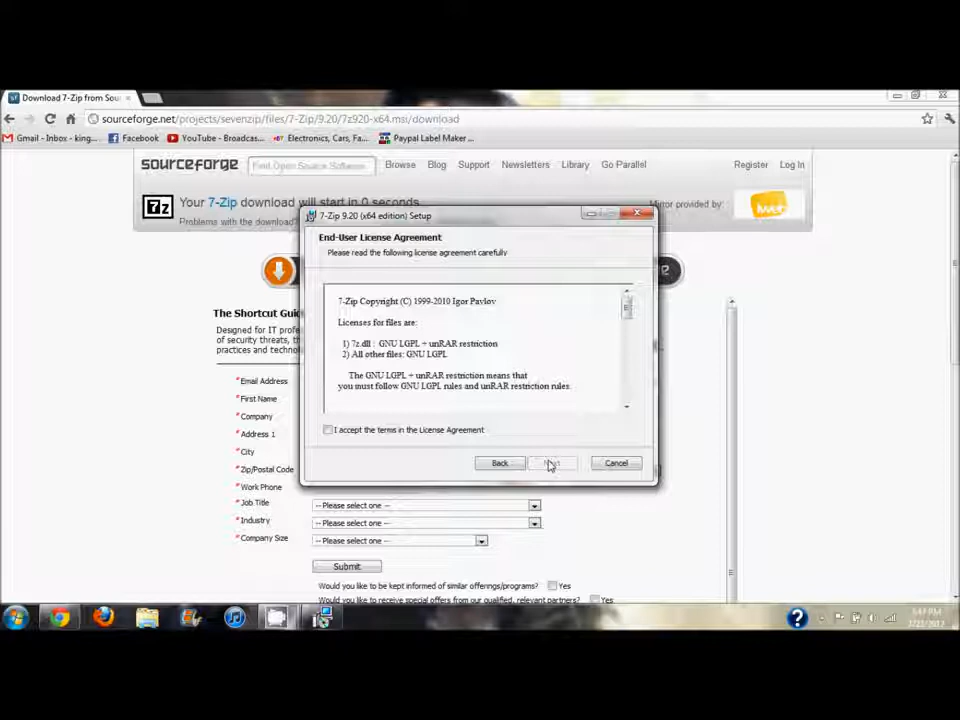 Download 7-Zip from Sou
sourceforge.net/projects/sevenzip/files/7-Zip/9.20/7z920-x64.msi/download
Gmail - Inbox - king...
Facebook
YouTube - Broadcas...
Electronics, Cars, Fa...
Paypal Label Maker ...
sourceforge
Find Open Source Software
Browse
Blog
Support
Newsletters
Library
Go Parallel
Register
Log In
7z
Your 7-Zip download will start in 0 seconds
Problems with the download?
Mirror provided by:
7-Zip 9.20 (x64 edition) Setup
End-User License Agreement
Please read the following license agreement carefully
7-Zip Copyright (C) 1999-2010 Igor Pavlov
Licenses for files are:
1) 7z.dll : GNU LGPL + unRAR restriction
2) All other files: GNU LGPL
The GNU LGPL + unRAR restriction means that
you must follow GNU LGPL rules and unRAR restriction rules.
I accept the terms in the License Agreement
Back
Cancel
The Shortcut Gui
Designed for IT profe
of security threats, t
practices and techno
*Email Address
*First Name
*Company
*Address 1
*City
*Zip/Postal Code
*Work Phone
*Job Title
-- Please select one --
*Industry
-- Please select one --
*Company Size
-- Please select one --
Submit
Would you like to be kept informed of similar offerings/programs?
Yes
Would you like to receive special offers from our qualified, relevant partners?
Yes